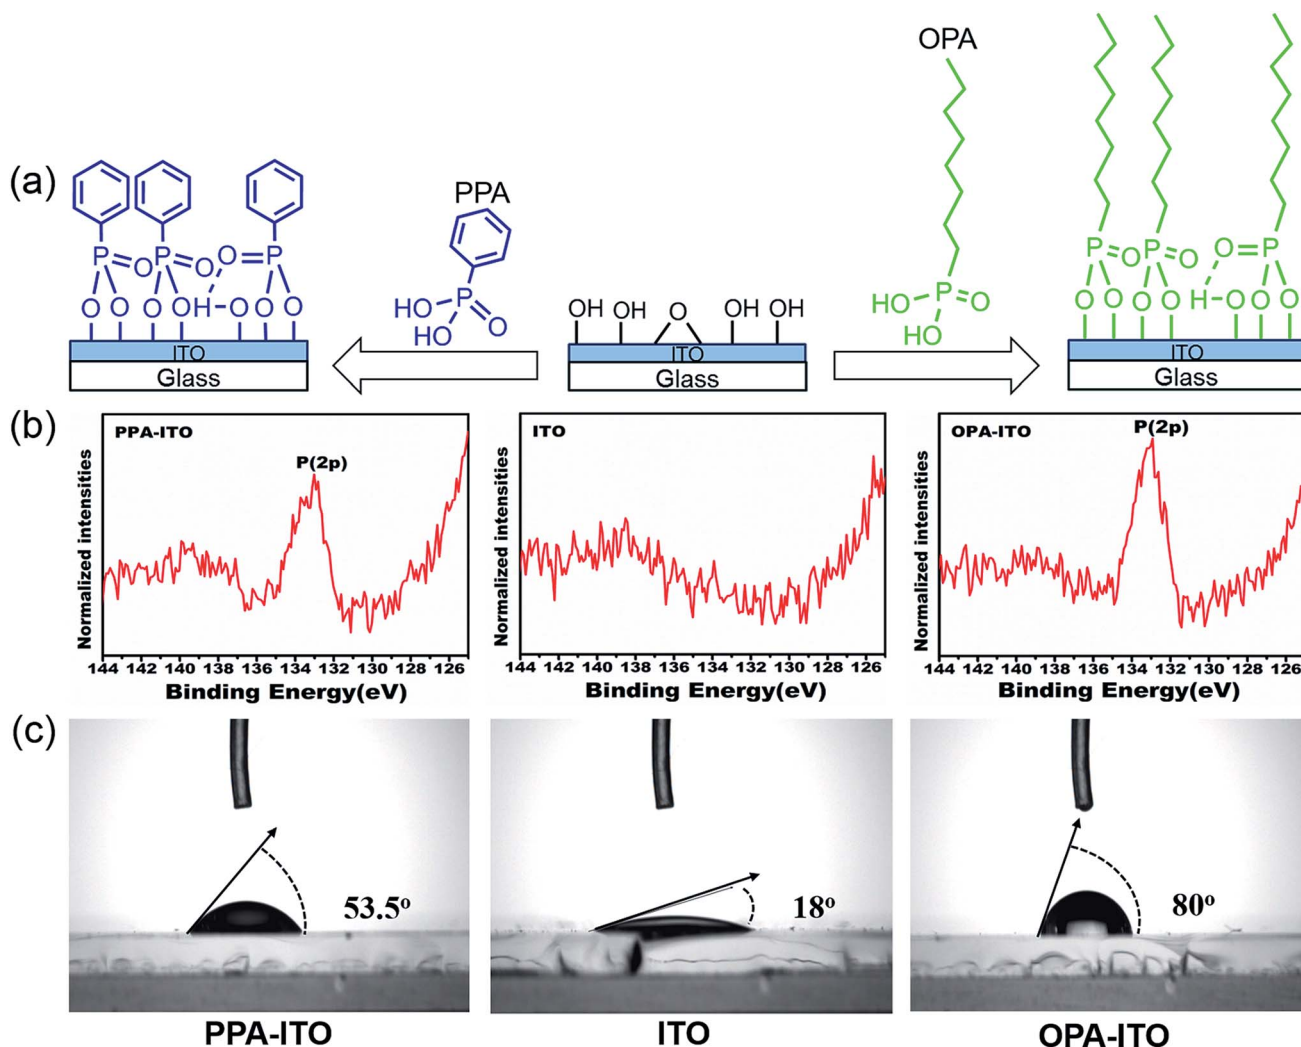 (a)
PPA
HO
HO
P
O
OPA
HO
HO
P
O
P
O
P
O
O
P
O
O
O
O
H
O
O
O
ITO
Glass
OH
OH
O
OH
OH
ITO
Glass
P
O
P
O
O
P
O
O
O
O
H
O
O
O
ITO
Glass
(b)
PPA-ITO
P(2p)
Normalized intensities
144 142 140 138 136 134 132 130 128 126
Binding Energy(eV)
ITO
Normalized intensities
144 142 140 138 136 134 132 130 128 126
Binding Energy(eV)
OPA-ITO
P(2p)
Normalized intensities
144 142 140 138 136 134 132 130 128 126
Binding Energy(eV)
(c)
53.5°
18°
80°
PPA-ITO
ITO
OPA-ITO